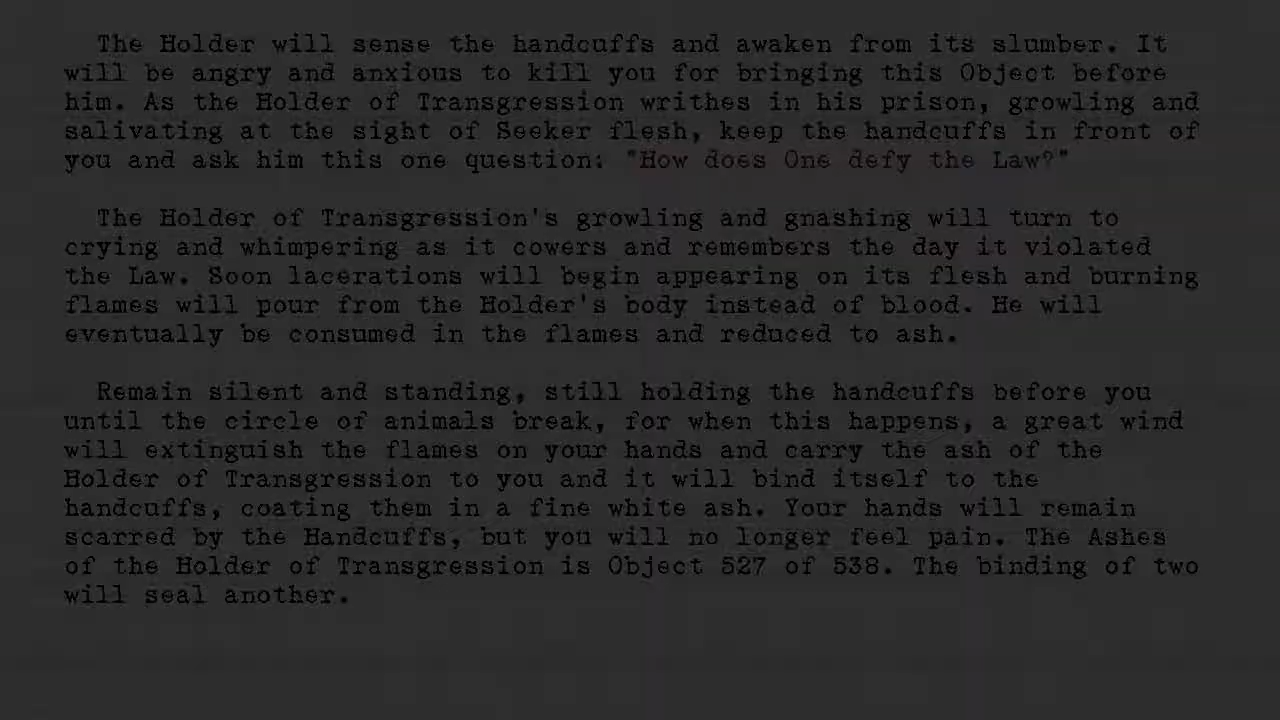 The Holder will sense the handcuffs and awaken from its slumber. It
will be angry and anxious to kill you for bringing this Object before
him. As the Holder of Transgression writhes in his prison, growling and
salivating at the sight of Seeker flesh, keep the handcuffs in front of
you and ask him this one question: "How does One defy the Law?"
The Holder of Transgression's growling and gnashing will turn to
crying and whimpering as it cowers and remembers the day it violated
the Law. Soon lacerations will begin appearing on its flesh and burning
flames will pour from the Holder's body instead of blood. He will
eventually be consumed in the flames and reduced to ash.
Remain silent and standing, still holding the handcuffs before you
until the circle of animals break, for when this happens, a great wind
will extinguish the flames on your hands and carry the ash of the
Holder of Transgression to you and it will bind itself to the
handcuffs, coating them in a fine white ash. Your hands will remain
scarred by the Handcuffs, but you will no longer feel pain. The Ashes
of the Holder of Transgression is Object 527 of 538. The binding of two
will seal another.